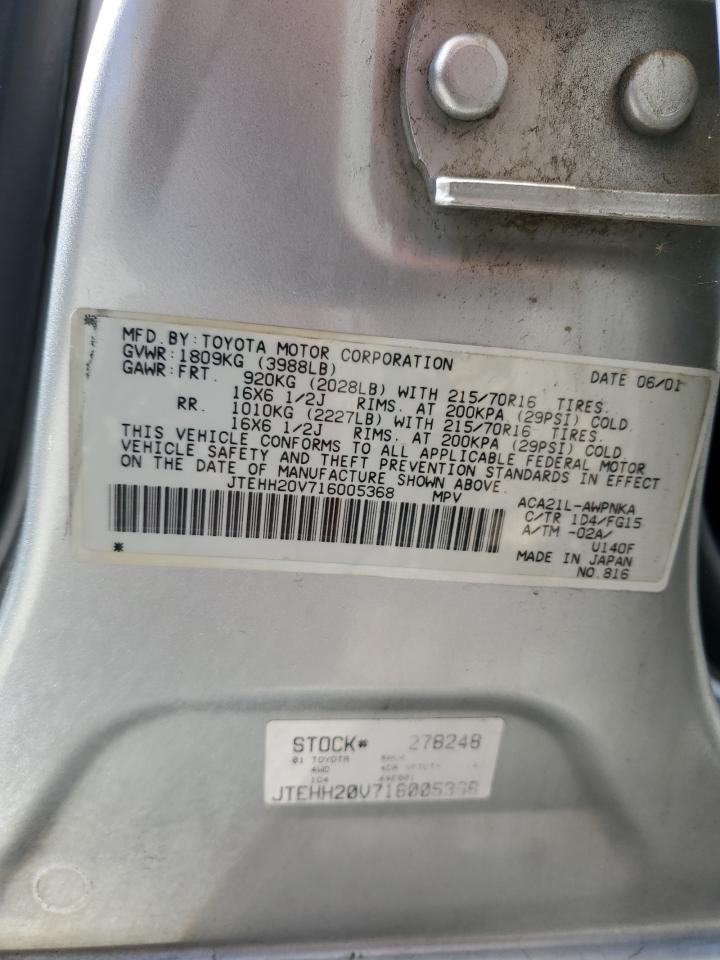 MFD.BY:TOYOTA MOTOR CORPORATION DATE 06/01
GVWR:1809KG (3988LB)
GAWR:FRT. 920KG (2028LB) WITH 215/70R16 TIRES.
16X6 1/2J RIMS. AT 200KPA (29PSI) COLD
RR. 1010KG (2227LB) WITH 215/70R16 TIRES.
16X6 1/2J RIMS. AT 200KPA (29PSI) COLD
THIS VEHICLE CONFORMS TO ALL APPLICABLE FEDERAL MOTOR
VEHICLE SAFETY AND THEFT PREVENTION STANDARDS IN EFFECT
ON THE DATE OF MANUFACTURE SHOWN ABOVE.
JTEHH20V716005368 MPV
ACA21L-AWPNKA
C/TR 1D4/FG15
A/TM -02A/
U140F
MADE IN JAPAN
NO.816
STOCK# 278248
01 TOYOTA
4WD
1D4
JTEHH20V716005368